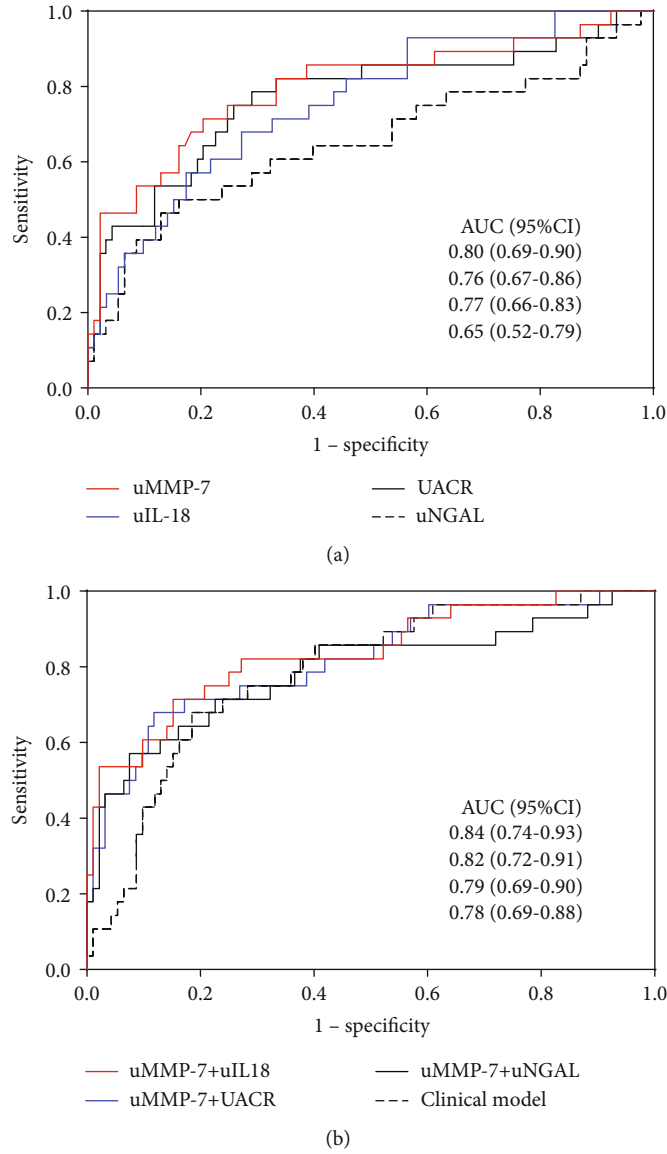 1.0
0.8
0.6
0.4
0.2
0.0
Sensitivity
AUC (95%CI)
0.80 (0.69-0.90)
0.76 (0.67-0.86)
0.77 (0.66-0.83)
0.65 (0.52-0.79)
0.0 0.2 0.4 0.6 0.8 1.0
1 – specificity
uMMP-7 UACR
uIL-18 uNGAL
(a)
1.0
0.8
0.6
0.4
0.2
0.0
Sensitivity
AUC (95%CI)
0.84 (0.74-0.93)
0.82 (0.72-0.91)
0.79 (0.69-0.90)
0.78 (0.69-0.88)
0.0 0.2 0.4 0.6 0.8 1.0
1 – specificity
uMMP-7+uIL18 uMMP-7+uNGAL
uMMP-7+UACR Clinical model
(b)